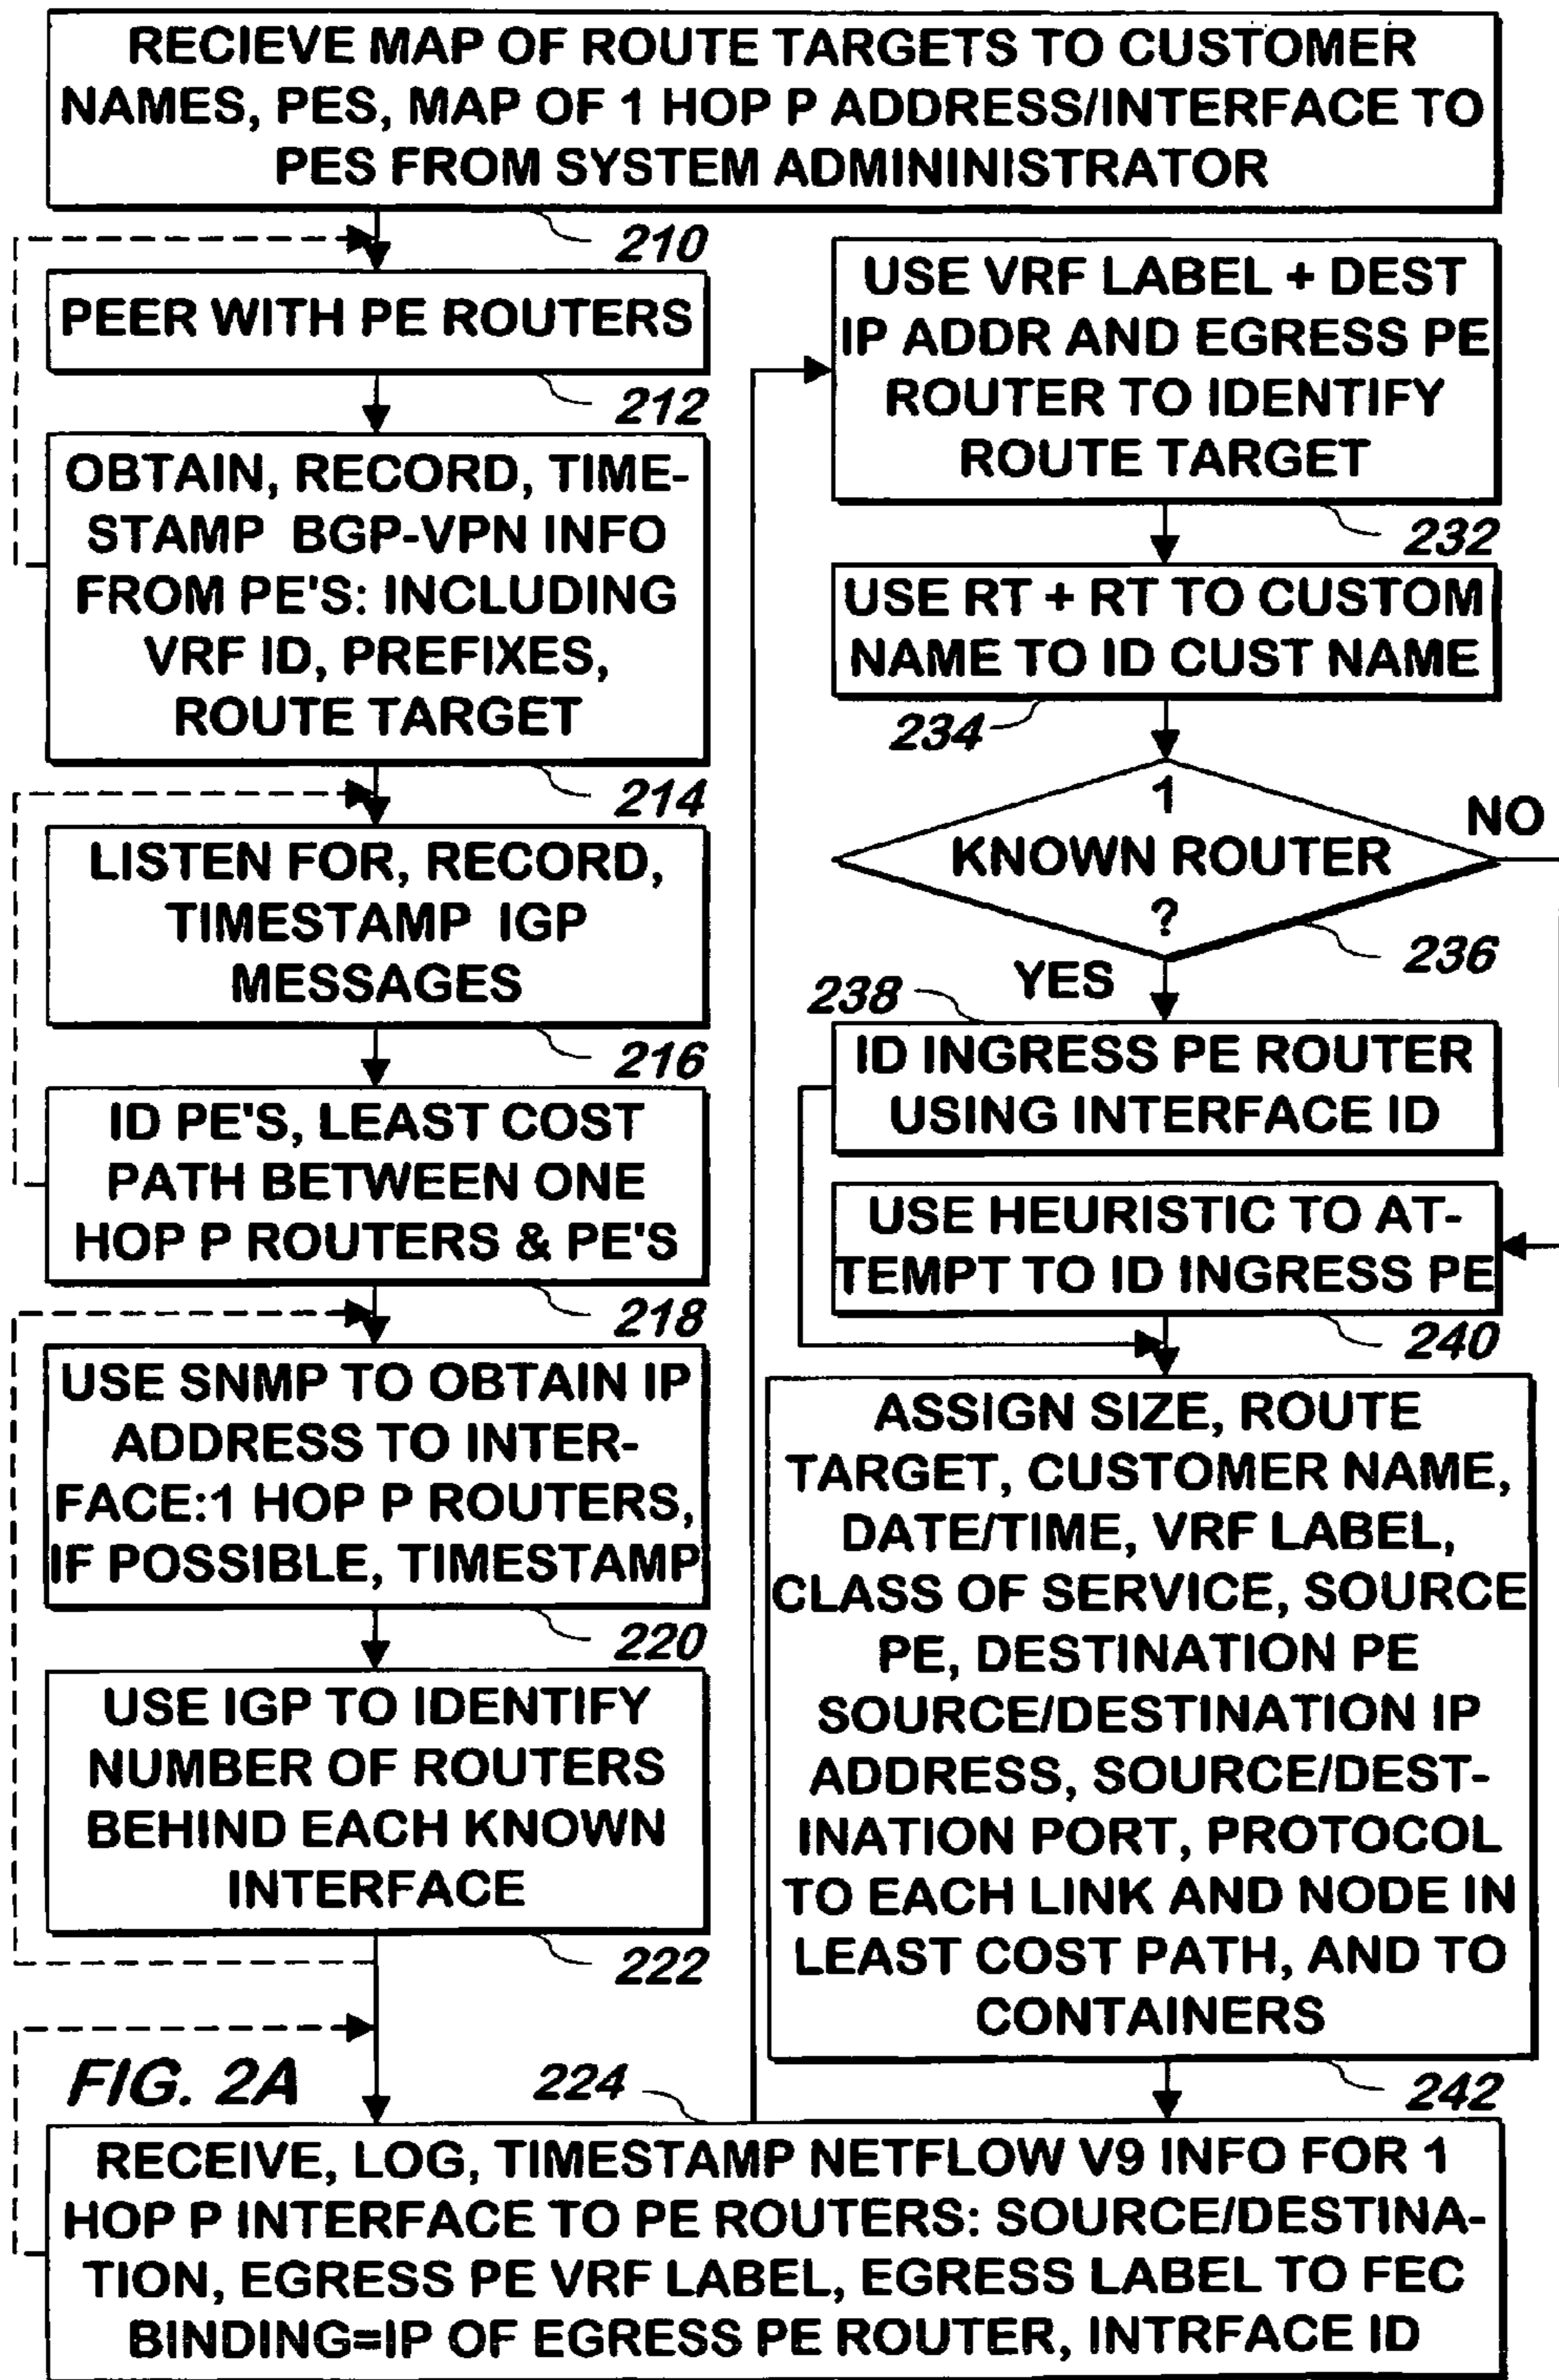 RECIEVE MAP OF ROUTE TARGETS TO CUSTOMER
NAMES, PES, MAP OF 1 HOP P ADDRESS/INTERFACE TO
PES FROM SYSTEM ADMININISTRATOR
210
PEER WITH PE ROUTERS
212
OBTAIN, RECORD, TIME-
STAMP BGP-VPN INFO
FROM PE'S: INCLUDING
VRF ID, PREFIXES,
ROUTE TARGET
214
LISTEN FOR, RECORD,
TIMESTAMP IGP
MESSAGES
216
ID PE'S, LEAST COST
PATH BETWEEN ONE
HOP P ROUTERS & PE'S
218
USE SNMP TO OBTAIN IP
ADDRESS TO INTER-
FACE:1 HOP P ROUTERS,
IF POSSIBLE, TIMESTAMP
220
USE IGP TO IDENTIFY
NUMBER OF ROUTERS
BEHIND EACH KNOWN
INTERFACE
222
FIG. 2A
224
RECEIVE, LOG, TIMESTAMP NETFLOW V9 INFO FOR 1
HOP P INTERFACE TO PE ROUTERS: SOURCE/DESTINA-
TION, EGRESS PE VRF LABEL, EGRESS LABEL TO FEC
BINDING=IP OF EGRESS PE ROUTER, INTRFACE ID
USE VRF LABEL + DEST
IP ADDR AND EGRESS PE
ROUTER TO IDENTIFY
ROUTE TARGET
232
USE RT + RT TO CUSTOM
NAME TO ID CUST NAME
234
1
KNOWN ROUTER
?
NO
236
YES
238
ID INGRESS PE ROUTER
USING INTERFACE ID
USE HEURISTIC TO AT-
TEMPT TO ID INGRESS PE
240
ASSIGN SIZE, ROUTE
TARGET, CUSTOMER NAME,
DATE/TIME, VRF LABEL,
CLASS OF SERVICE, SOURCE
PE, DESTINATION PE
SOURCE/DESTINATION IP
ADDRESS, SOURCE/DEST-
INATION PORT, PROTOCOL
TO EACH LINK AND NODE IN
LEAST COST PATH, AND TO
CONTAINERS
242